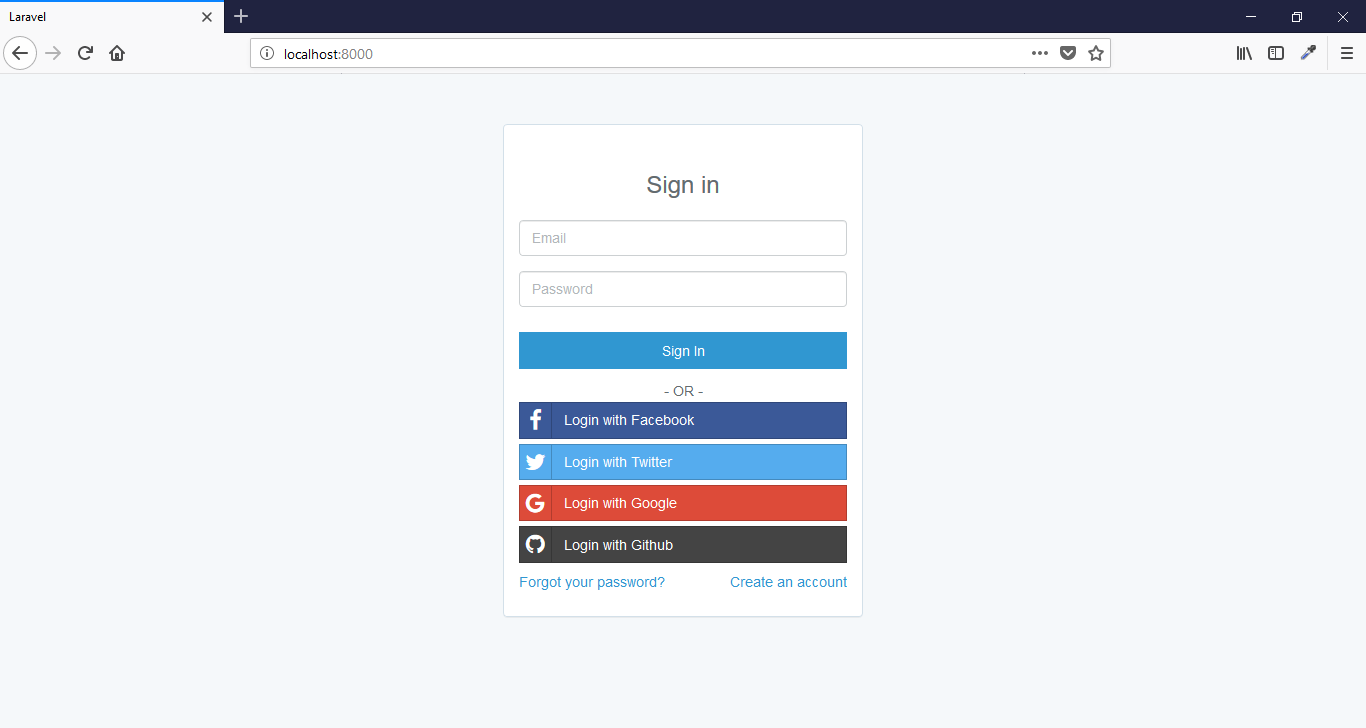 Laravel
localhost:8000
Sign in
Email
Password
Sign In
- OR -
Login with Facebook
Login with Twitter
Login with Google
Login with Github
Forgot your password? Create an account